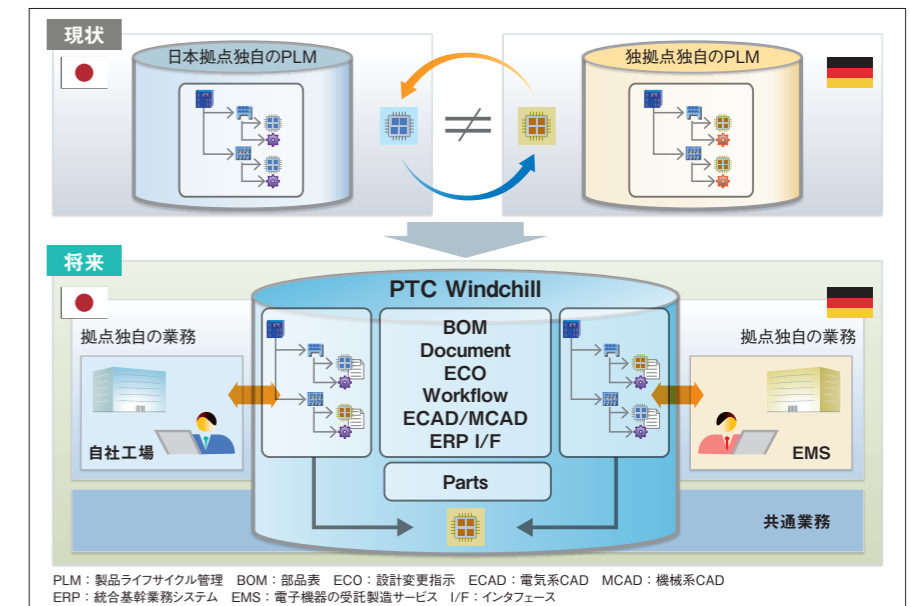 現状
日本拠点独自のPLM
独拠点独自のPLM
≠
将来
PTC Windchill
拠点独自の業務
自社工場
BOM
Document
ECO
Workflow
ECAD/MCAD
ERP I/F
Parts
拠点独自の業務
EMS
共通業務
PLM：製品ライフサイクル管理　BOM：部品表　ECO：設計変更指示　ECAD：電気系CAD　MCAD：機械系CAD
ERP：統合基幹業務システム　EMS：電子機器の受託製造サービス　I/F：インタフェース